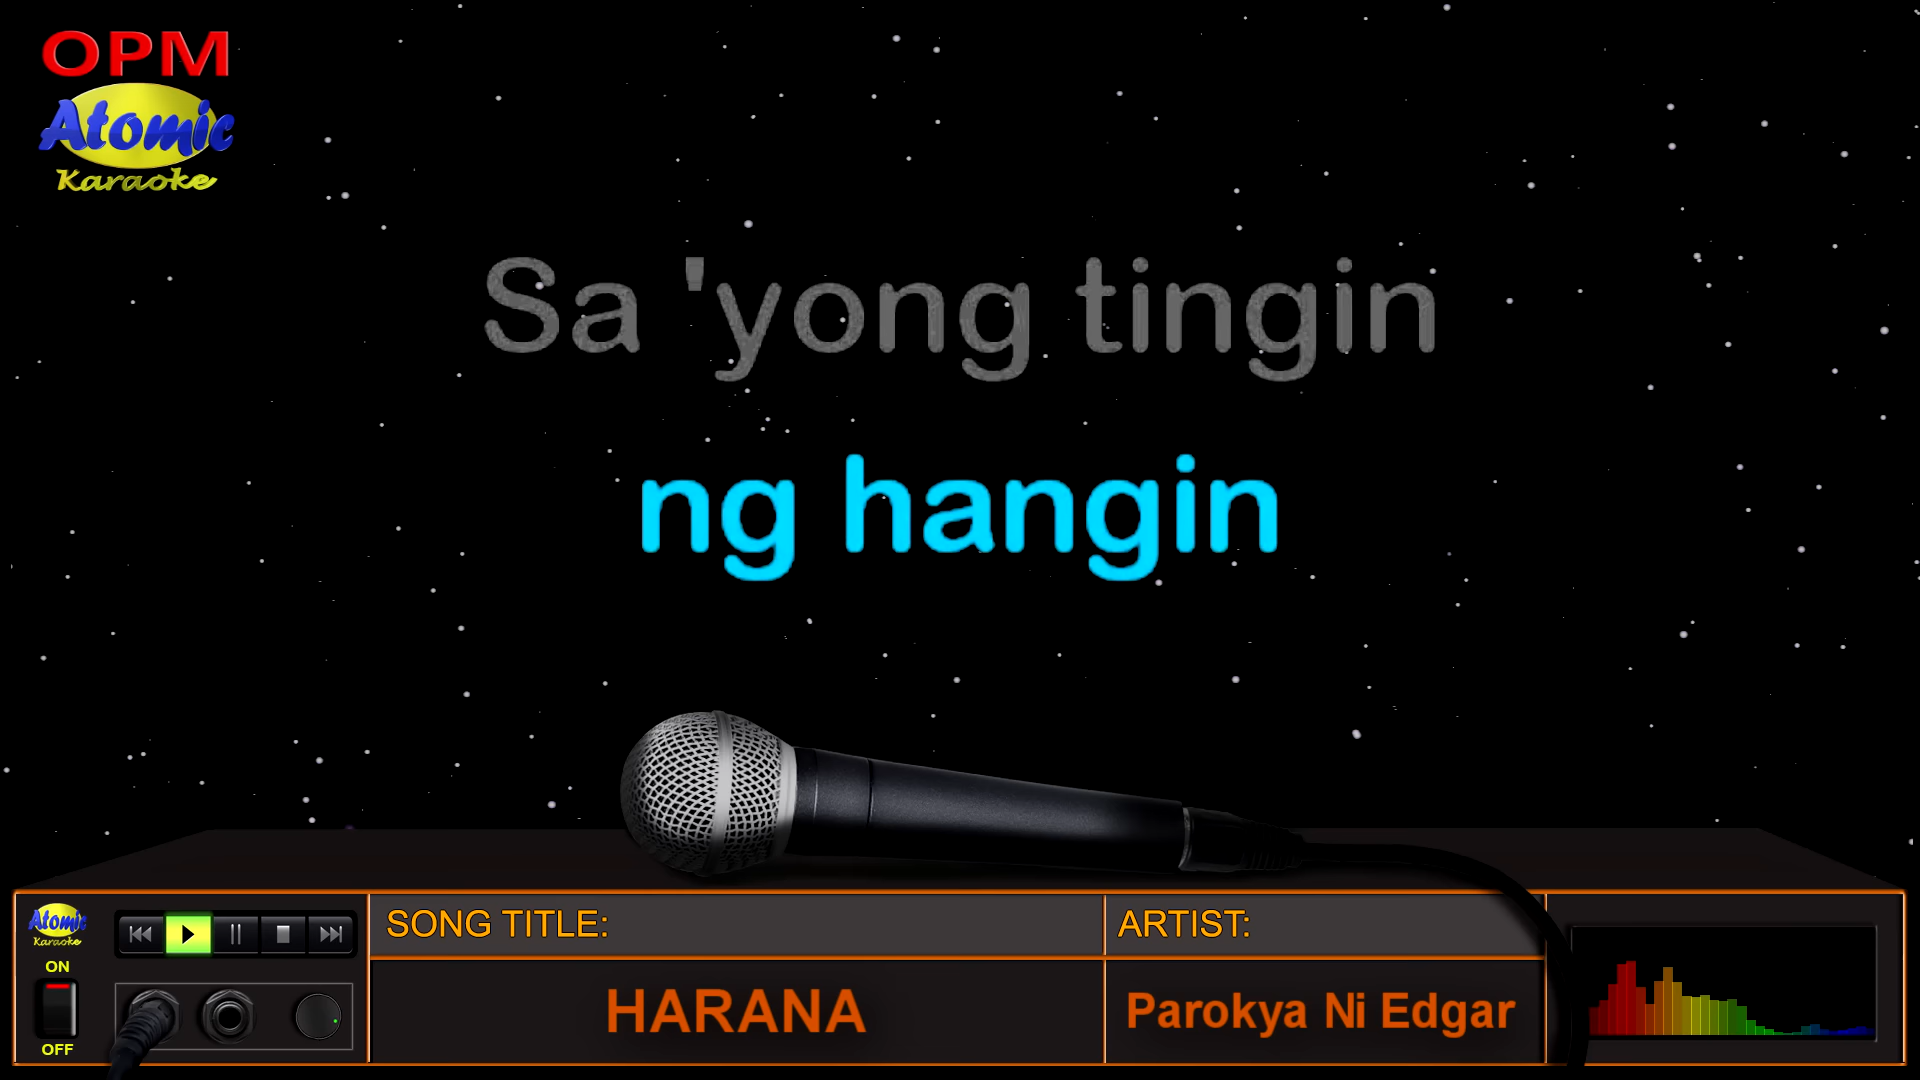 OPM
Atomic
Karaoke
Sa 'yong tingin
ng hangin
Atomic
Karaoke
ON
OFF
SONG TITLE:
HARANA
ARTIST:
Parokya Ni Edgar